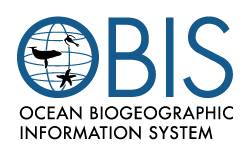 OBIS
OCEAN BIOGEOGRAPHIC
INFORMATION SYSTEM